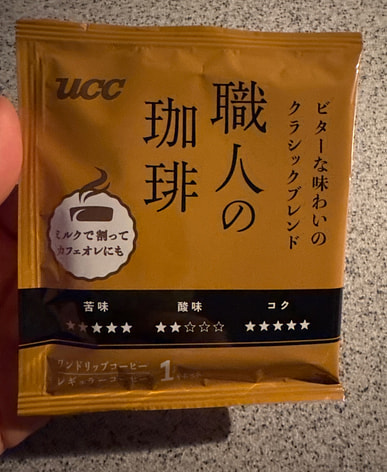 UCC
ビターな味わいの
クラシックブレンド
職人の
珈琲
ミルクで割って
カフェオレにも
苦味 酸味 コク
★★★★★ ★★☆☆☆ ★★★★★
ワンドリップコーヒー
レギュラーコーヒー 1